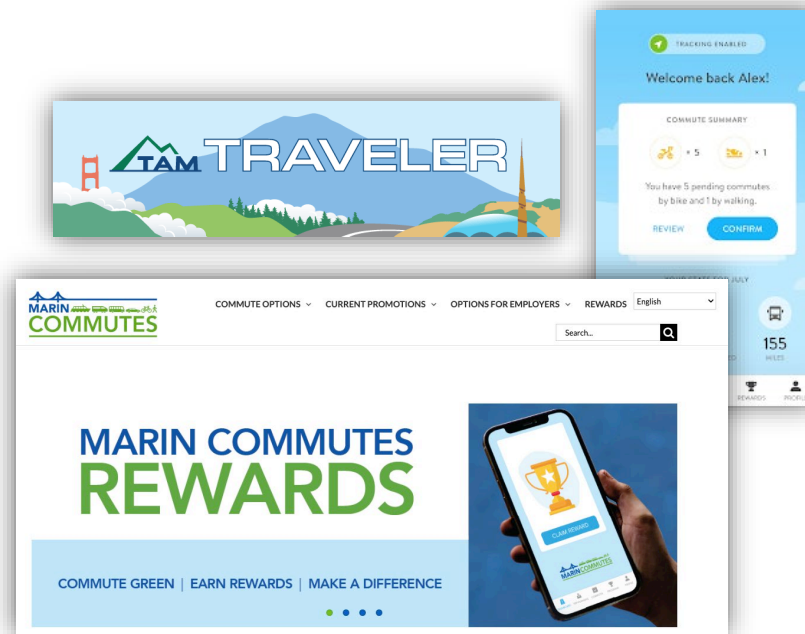 TRACKING ENABLED
Welcome back Alex!
COMMUTE SUMMARY
× 5 × 1
You have 5 pending commutes
by bike and 1 by walking.
REVIEW CONFIRM
155
MILES
REWARDS
TAM TRAVELER
MARIN
COMMUTES
COMMUTE OPTIONS CURRENT PROMOTIONS OPTIONS FOR EMPLOYERS REWARDS English
Search...
MARIN COMMUTES
REWARDS
CLAIM REWARD
MARIN COMMUTES
COMMUTE GREEN | EARN REWARDS | MAKE A DIFFERENCE